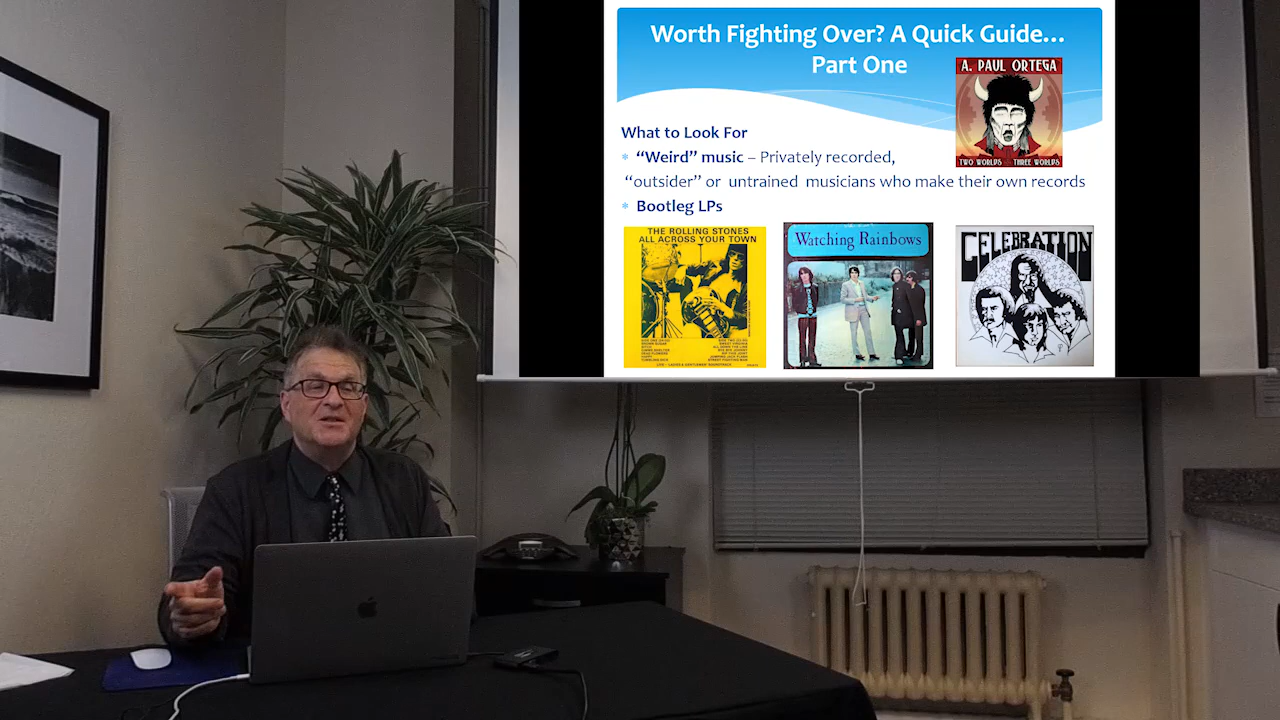 Worth Fighting Over? A Quick Guide…
Part One
A. PAUL ORTEGA
TWO WORLDS THREE WORLDS
What to Look For
* “Weird” music – Privately recorded,
“outsider” or untrained musicians who make their own records
* Bootleg LPs
THE ROLLING STONES
ALL ACROSS YOUR TOWN
Watching Rainbows
CELEBRATION